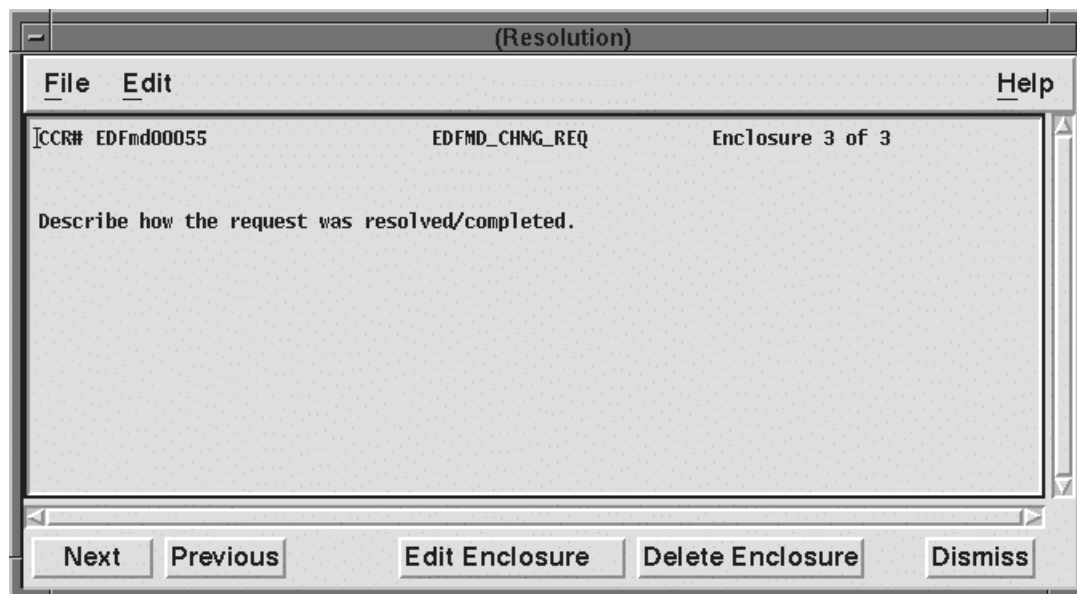 (Resolution)
File Edit Help
CCR# EDFmd00055 EDFMD_CHNG_REQ Enclosure 3 of 3
Describe how the request was resolved/completed.
Next Previous Edit Enclosure Delete Enclosure Dismiss